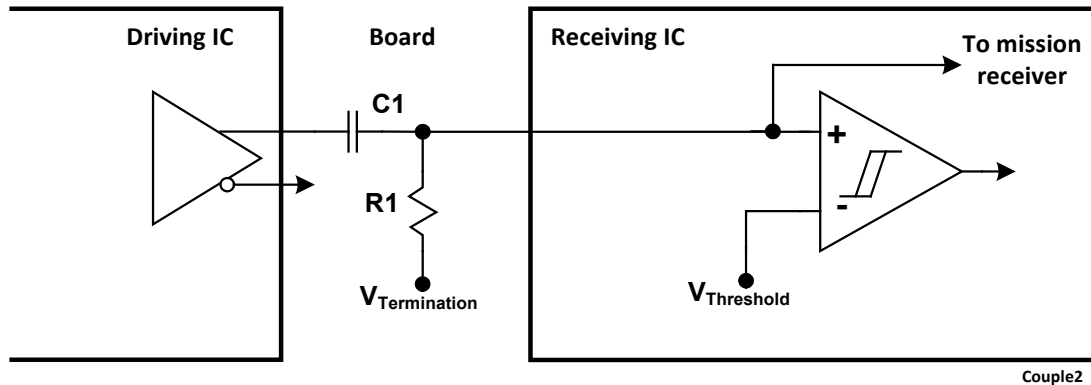 Driving IC
Board
Receiving IC
To mission
receiver
C1
+
R1
-
VTermination
VThreshold
Couple2